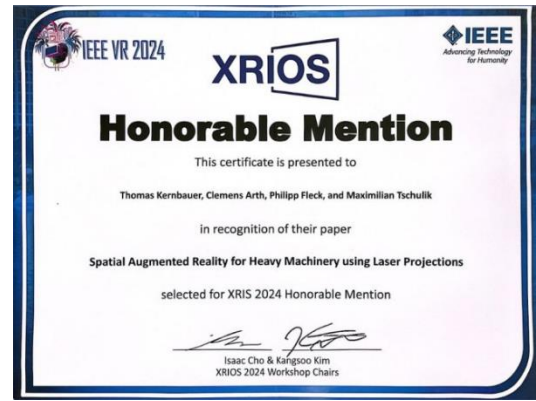 IEEE VR 2024
IEEE
Advancing Technology
for Humanity
XRIOS
Honorable Mention
This certificate is presented to
Thomas Kernbauer, Clemens Arth, Philipp Fleck, and Maximilian Tschulik
in recognition of their paper
Spatial Augmented Reality for Heavy Machinery using Laser Projections
selected for XRIS 2024 Honorable Mention
Isaac Cho & Kangsoo Kim
XRIOS 2024 Workshop Chairs